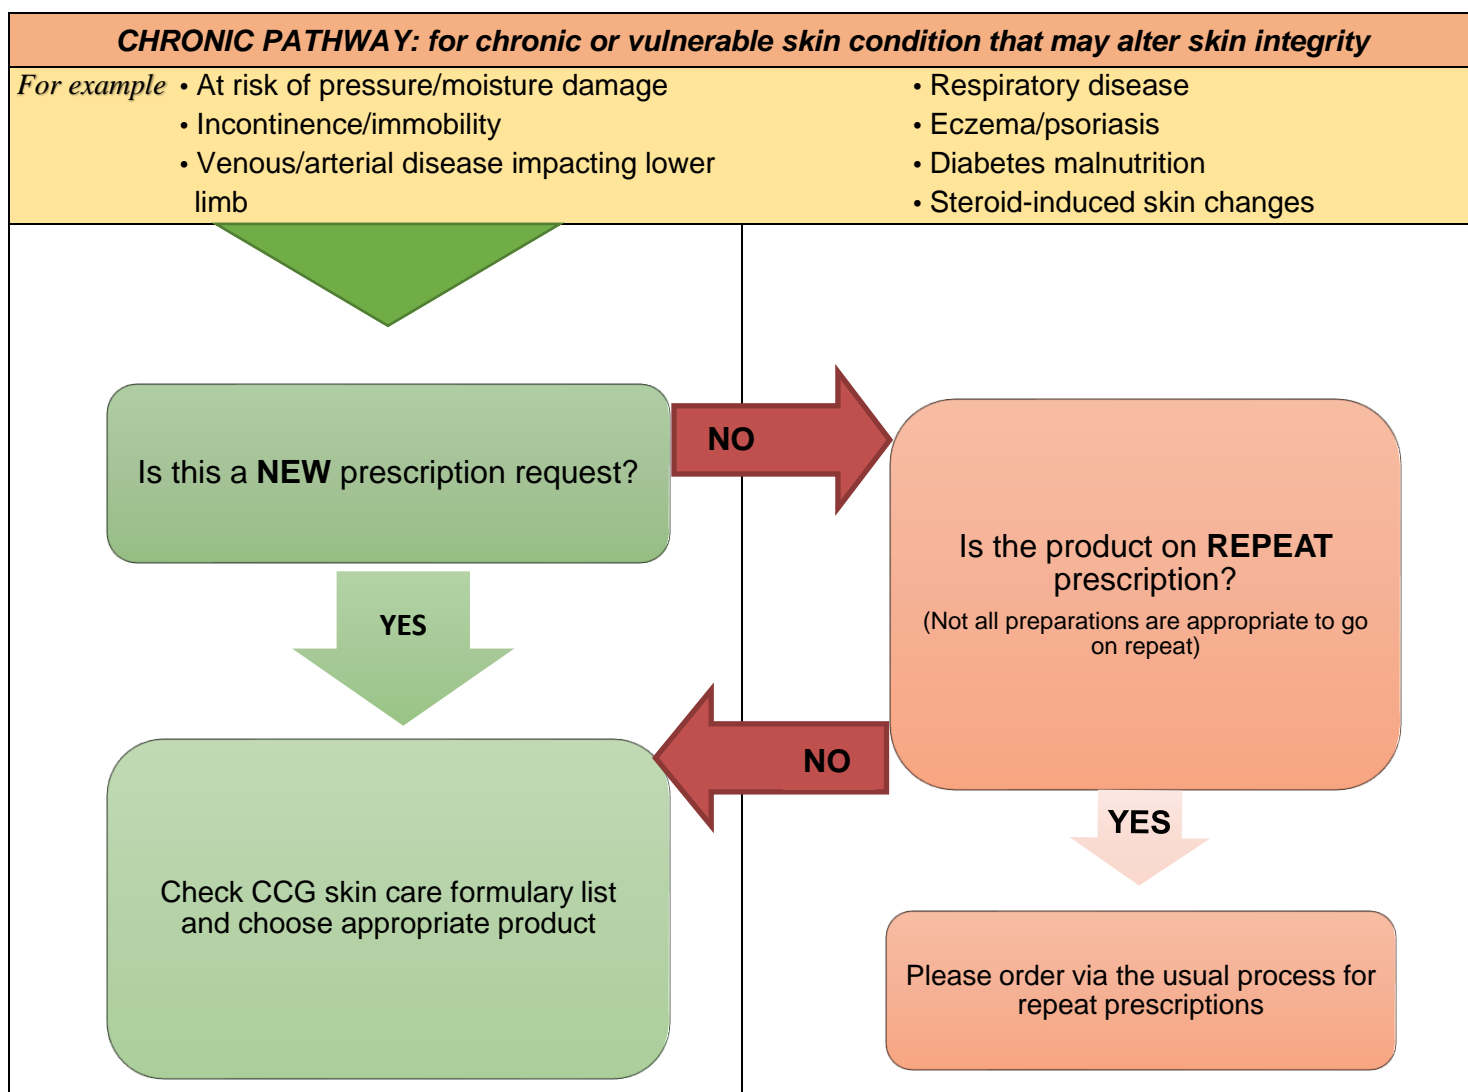 CHRONIC PATHWAY: for chronic or vulnerable skin condition that may alter skin integrity
For example • At risk of pressure/moisture damage
• Incontinence/immobility
• Venous/arterial disease impacting lower
limb
• Respiratory disease
• Eczema/psoriasis
• Diabetes malnutrition
• Steroid-induced skin changes
Is this a NEW prescription request?
NO
Is the product on REPEAT
prescription?
(Not all preparations are appropriate to go
on repeat)
YES
NO
YES
Check CCG skin care formulary list
and choose appropriate product
Please order via the usual process for
repeat prescriptions